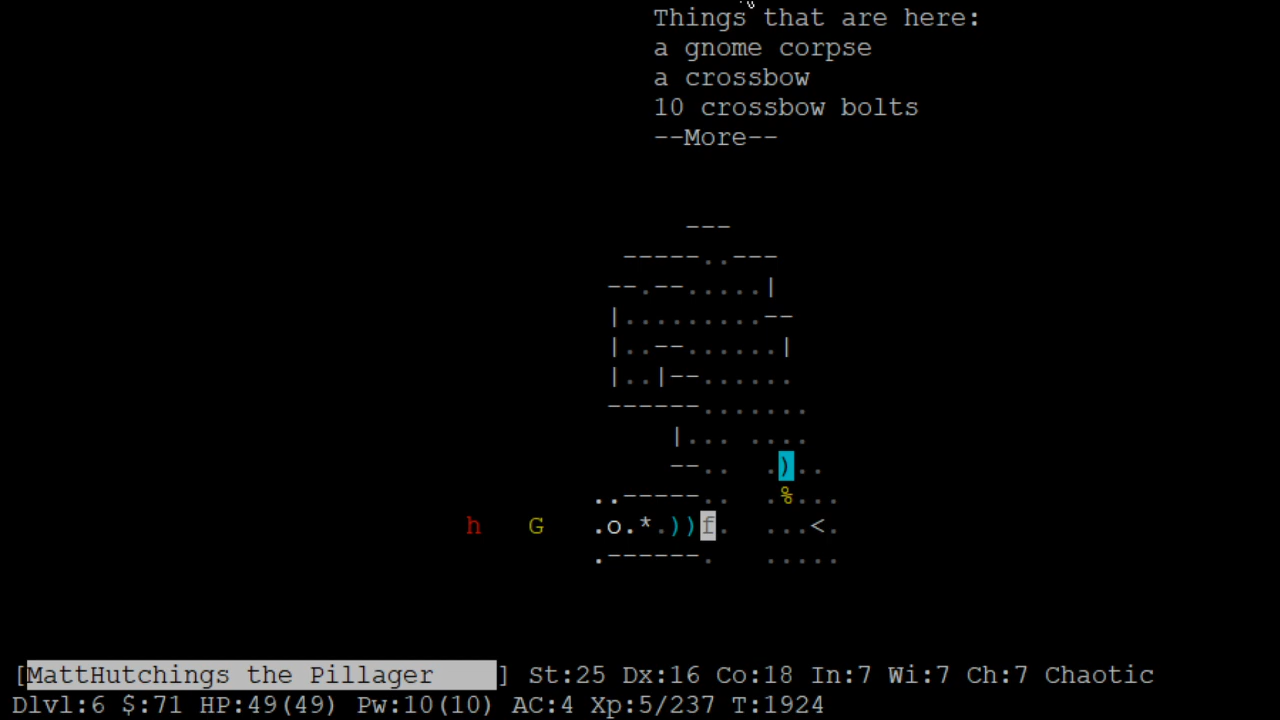 Things that are here:
a gnome corpse
a crossbow
10 crossbow bolts
--More--
---
-----..---
--.--.....|
|.........--
|..--......|
|..|--......
------.......
|... ....
--.. .)..
..-----.. .%...
h G .o.*.))f. ...<.
.------. .....
[MattHutchings the Pillager ] St:25 Dx:16 Co:18 In:7 Wi:7 Ch:7 Chaotic
Dlvl:6 $:71 HP:49(49) Pw:10(10) AC:4 Xp:5/237 T:1924